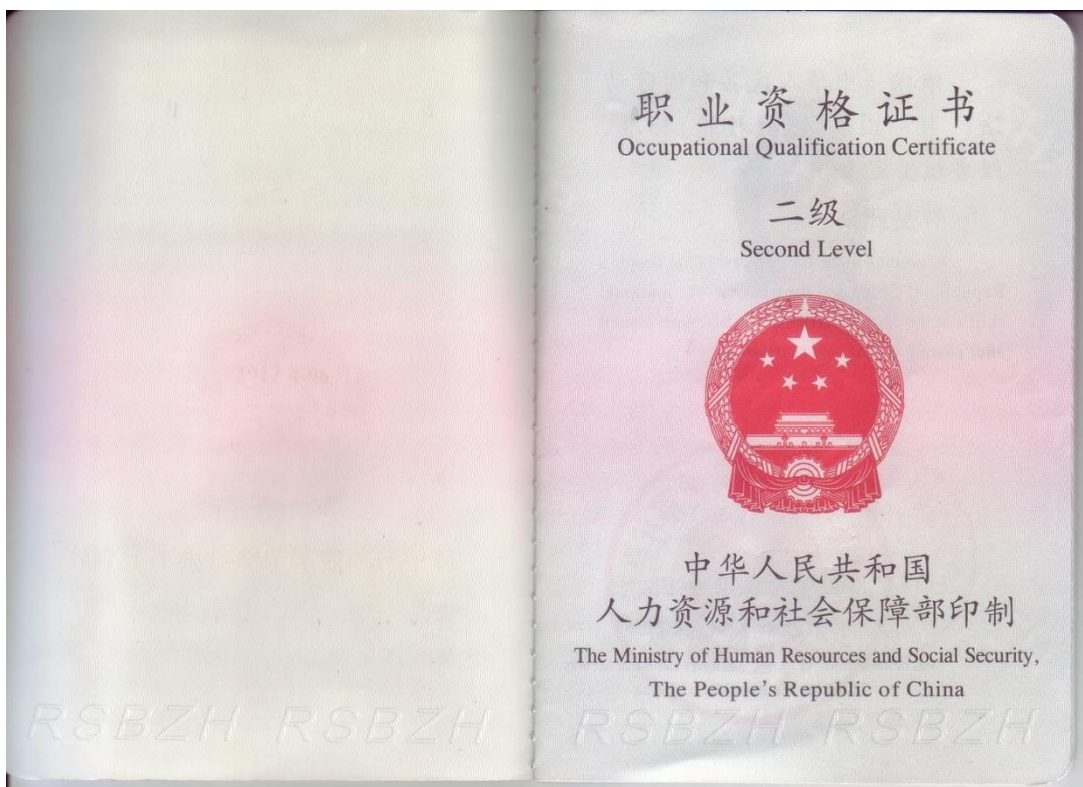 职业资格证书
Occupational Qualification Certificate
二级
Second Level
中华人民共和国
人力资源和社会保障部印制
The Ministry of Human Resources and Social Security,
The People's Republic of China
RSBZH RSBZH RSBZH RSBZH